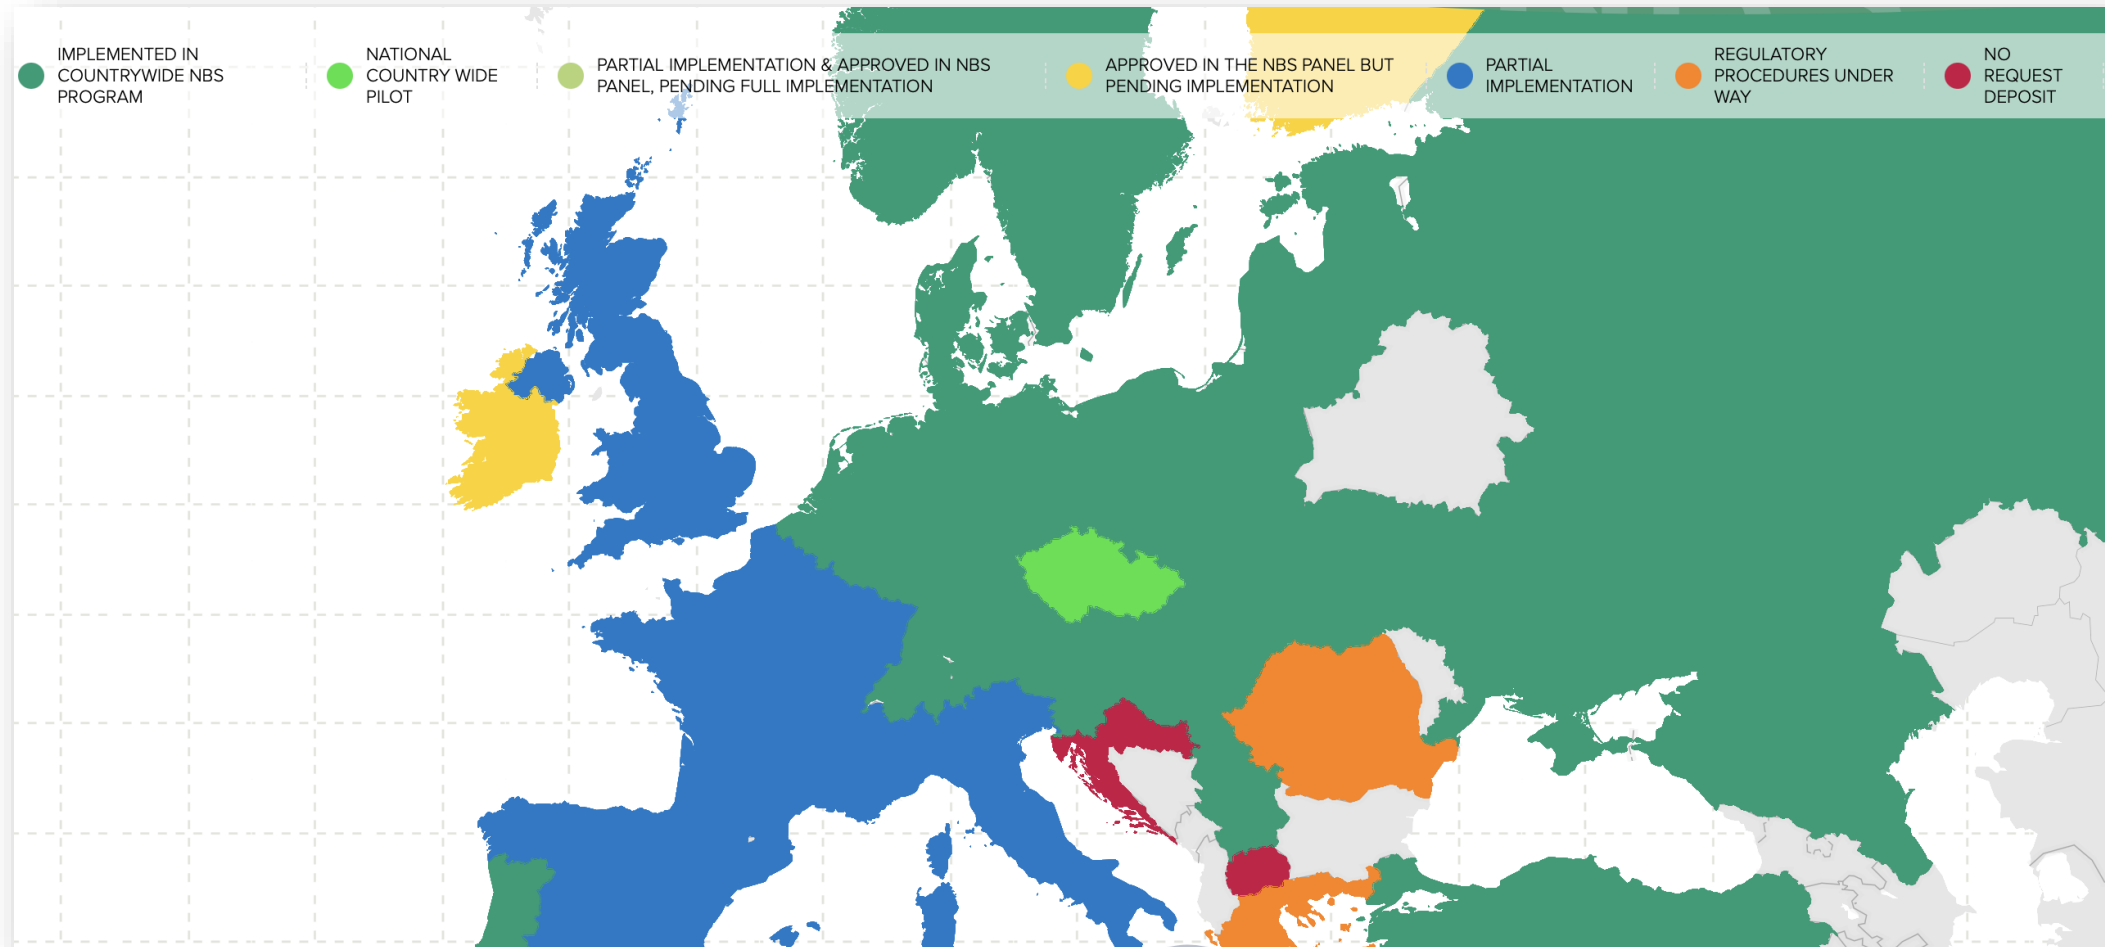 IMPLEMENTED IN
COUNTRYWIDE NBS
PROGRAM
NATIONAL
COUNTRY WIDE
PILOT
PARTIAL IMPLEMENTATION & APPROVED IN NBS
PANEL, PENDING FULL IMPLEMENTATION
APPROVED IN THE NBS PANEL BUT
PENDING IMPLEMENTATION
PARTIAL
IMPLEMENTATION
REGULATORY
PROCEDURES UNDER
WAY
NO
REQUEST
DEPOSIT